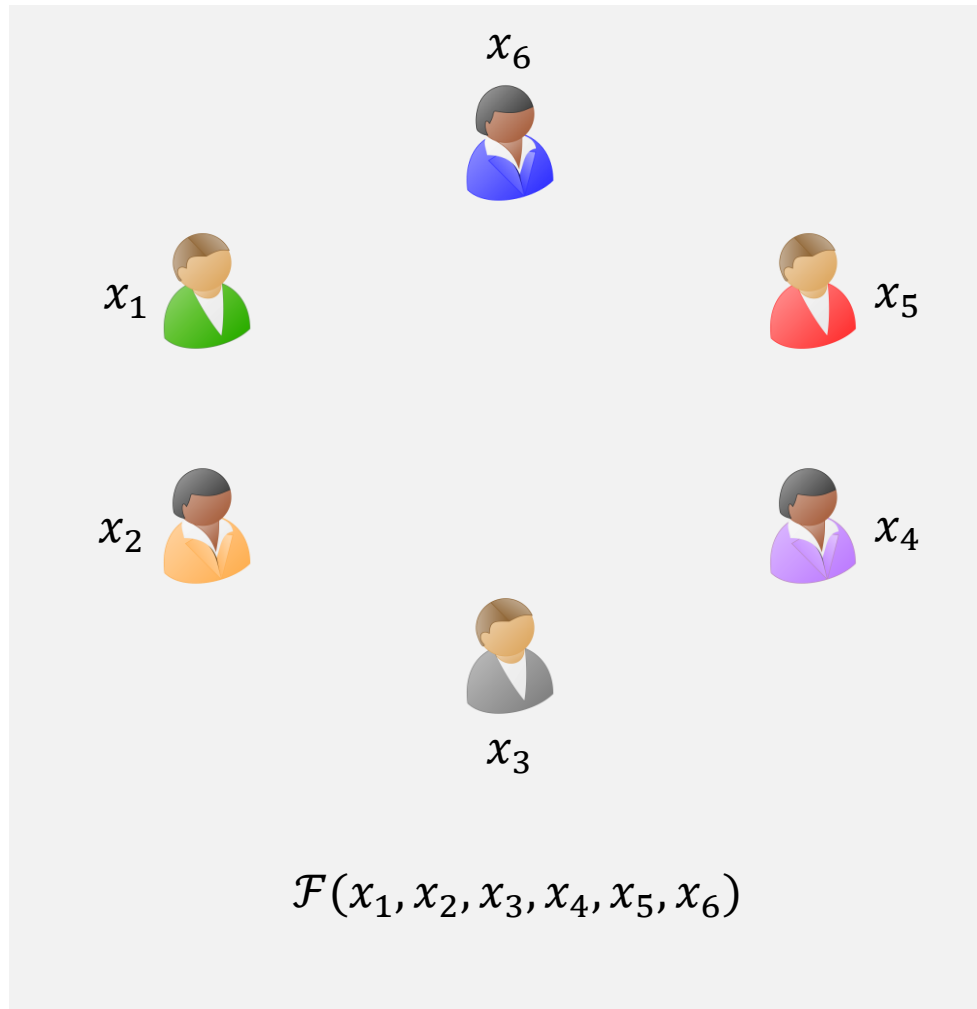 x₆
x₁
x₅
x₂
x₄
x₃
ℱ(x₁, x₂, x₃, x₄, x₅, x₆)